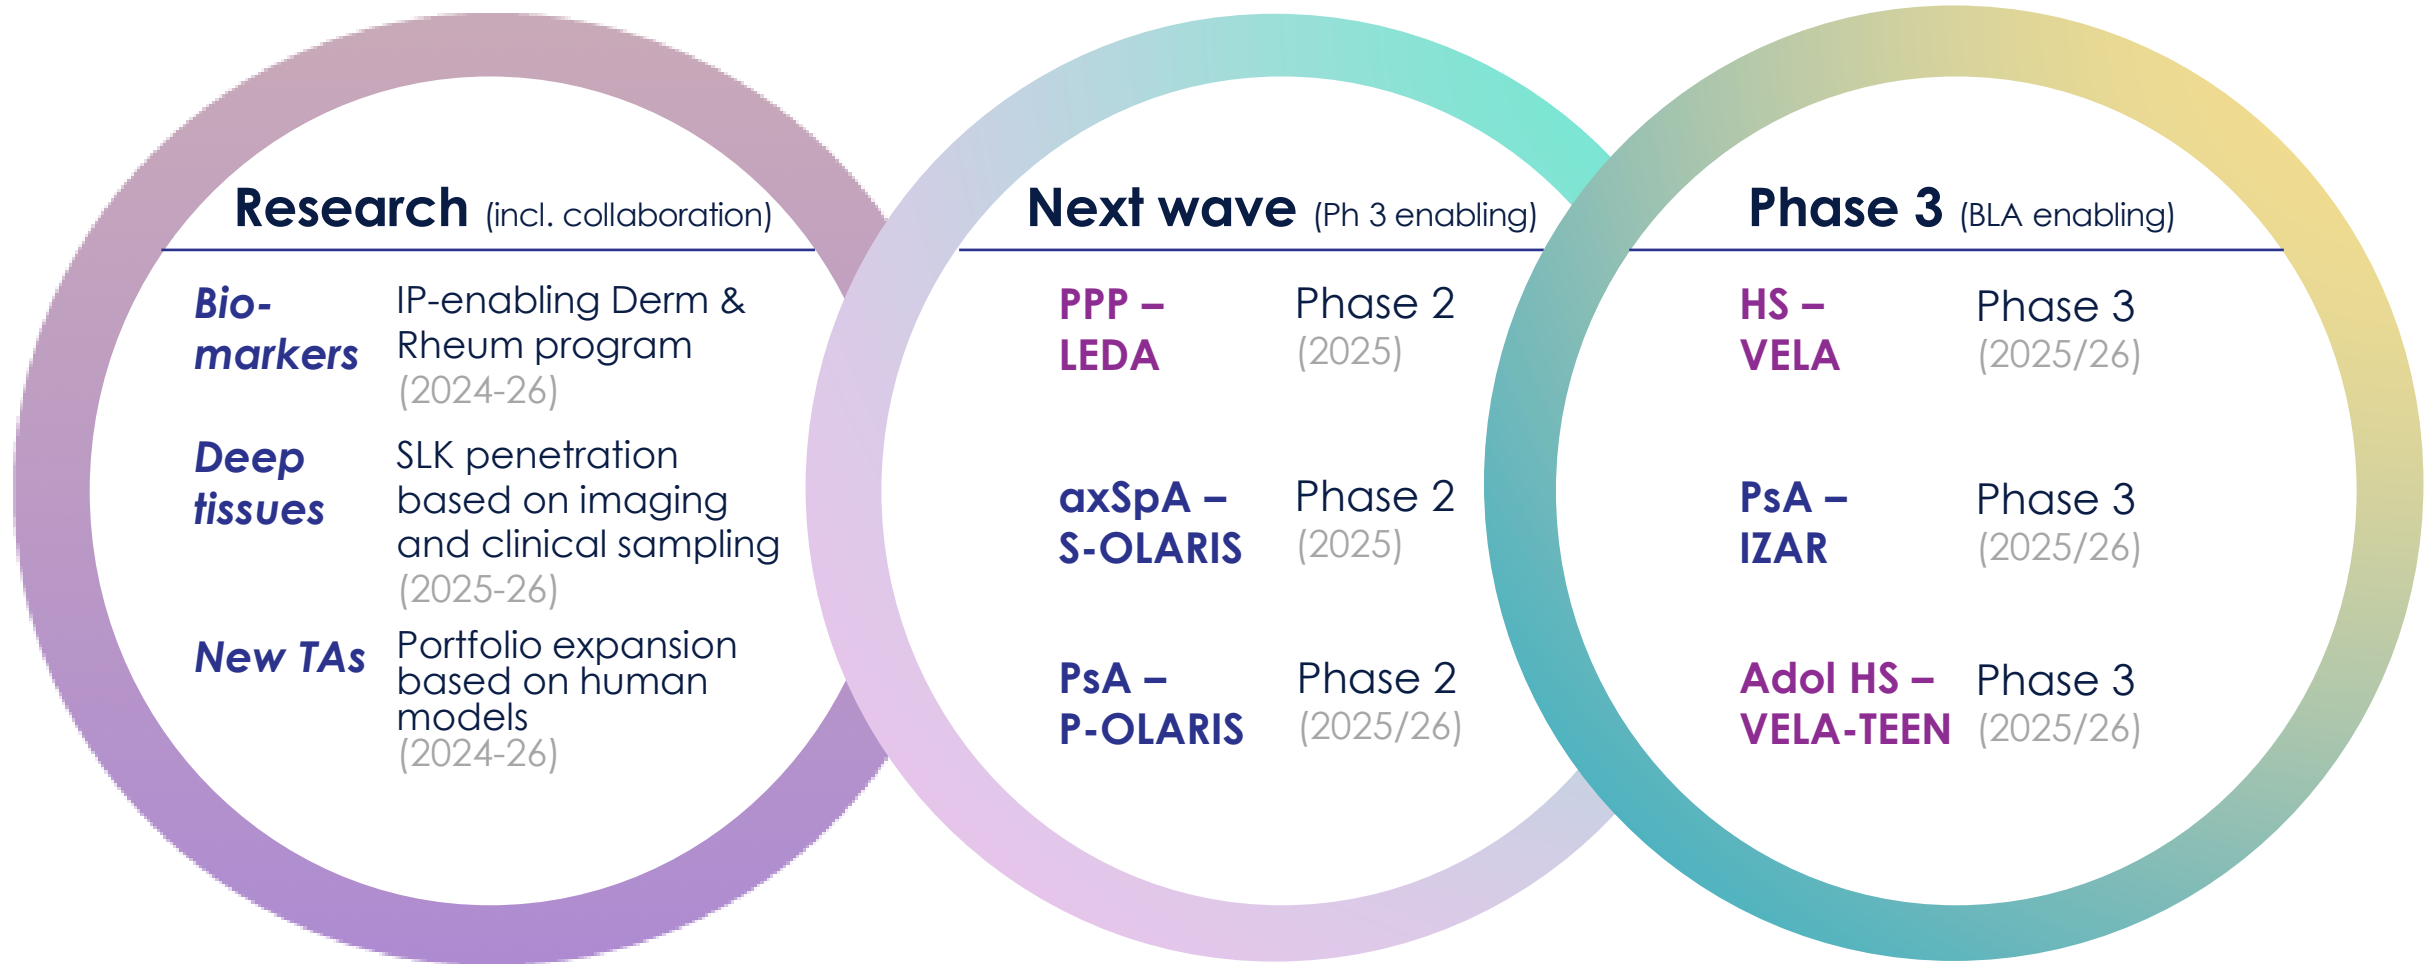 Research (incl. collaboration)
Bio-
markers
IP-enabling Derm &
Rheum program
(2024-26)
Deep
tissues
SLK penetration
based on imaging
and clinical sampling
(2025-26)
New TAs
Portfolio expansion
based on human
models
(2024-26)
Next wave (Ph 3 enabling)
PPP –
LEDA
Phase 2
(2025)
axSpA –
S-OLARIS
Phase 2
(2025)
PsA –
P-OLARIS
Phase 2
(2025/26)
Phase 3 (BLA enabling)
HS –
VELA
Phase 3
(2025/26)
PsA –
IZAR
Phase 3
(2025/26)
Adol HS –
VELA-TEEN
Phase 3
(2025/26)